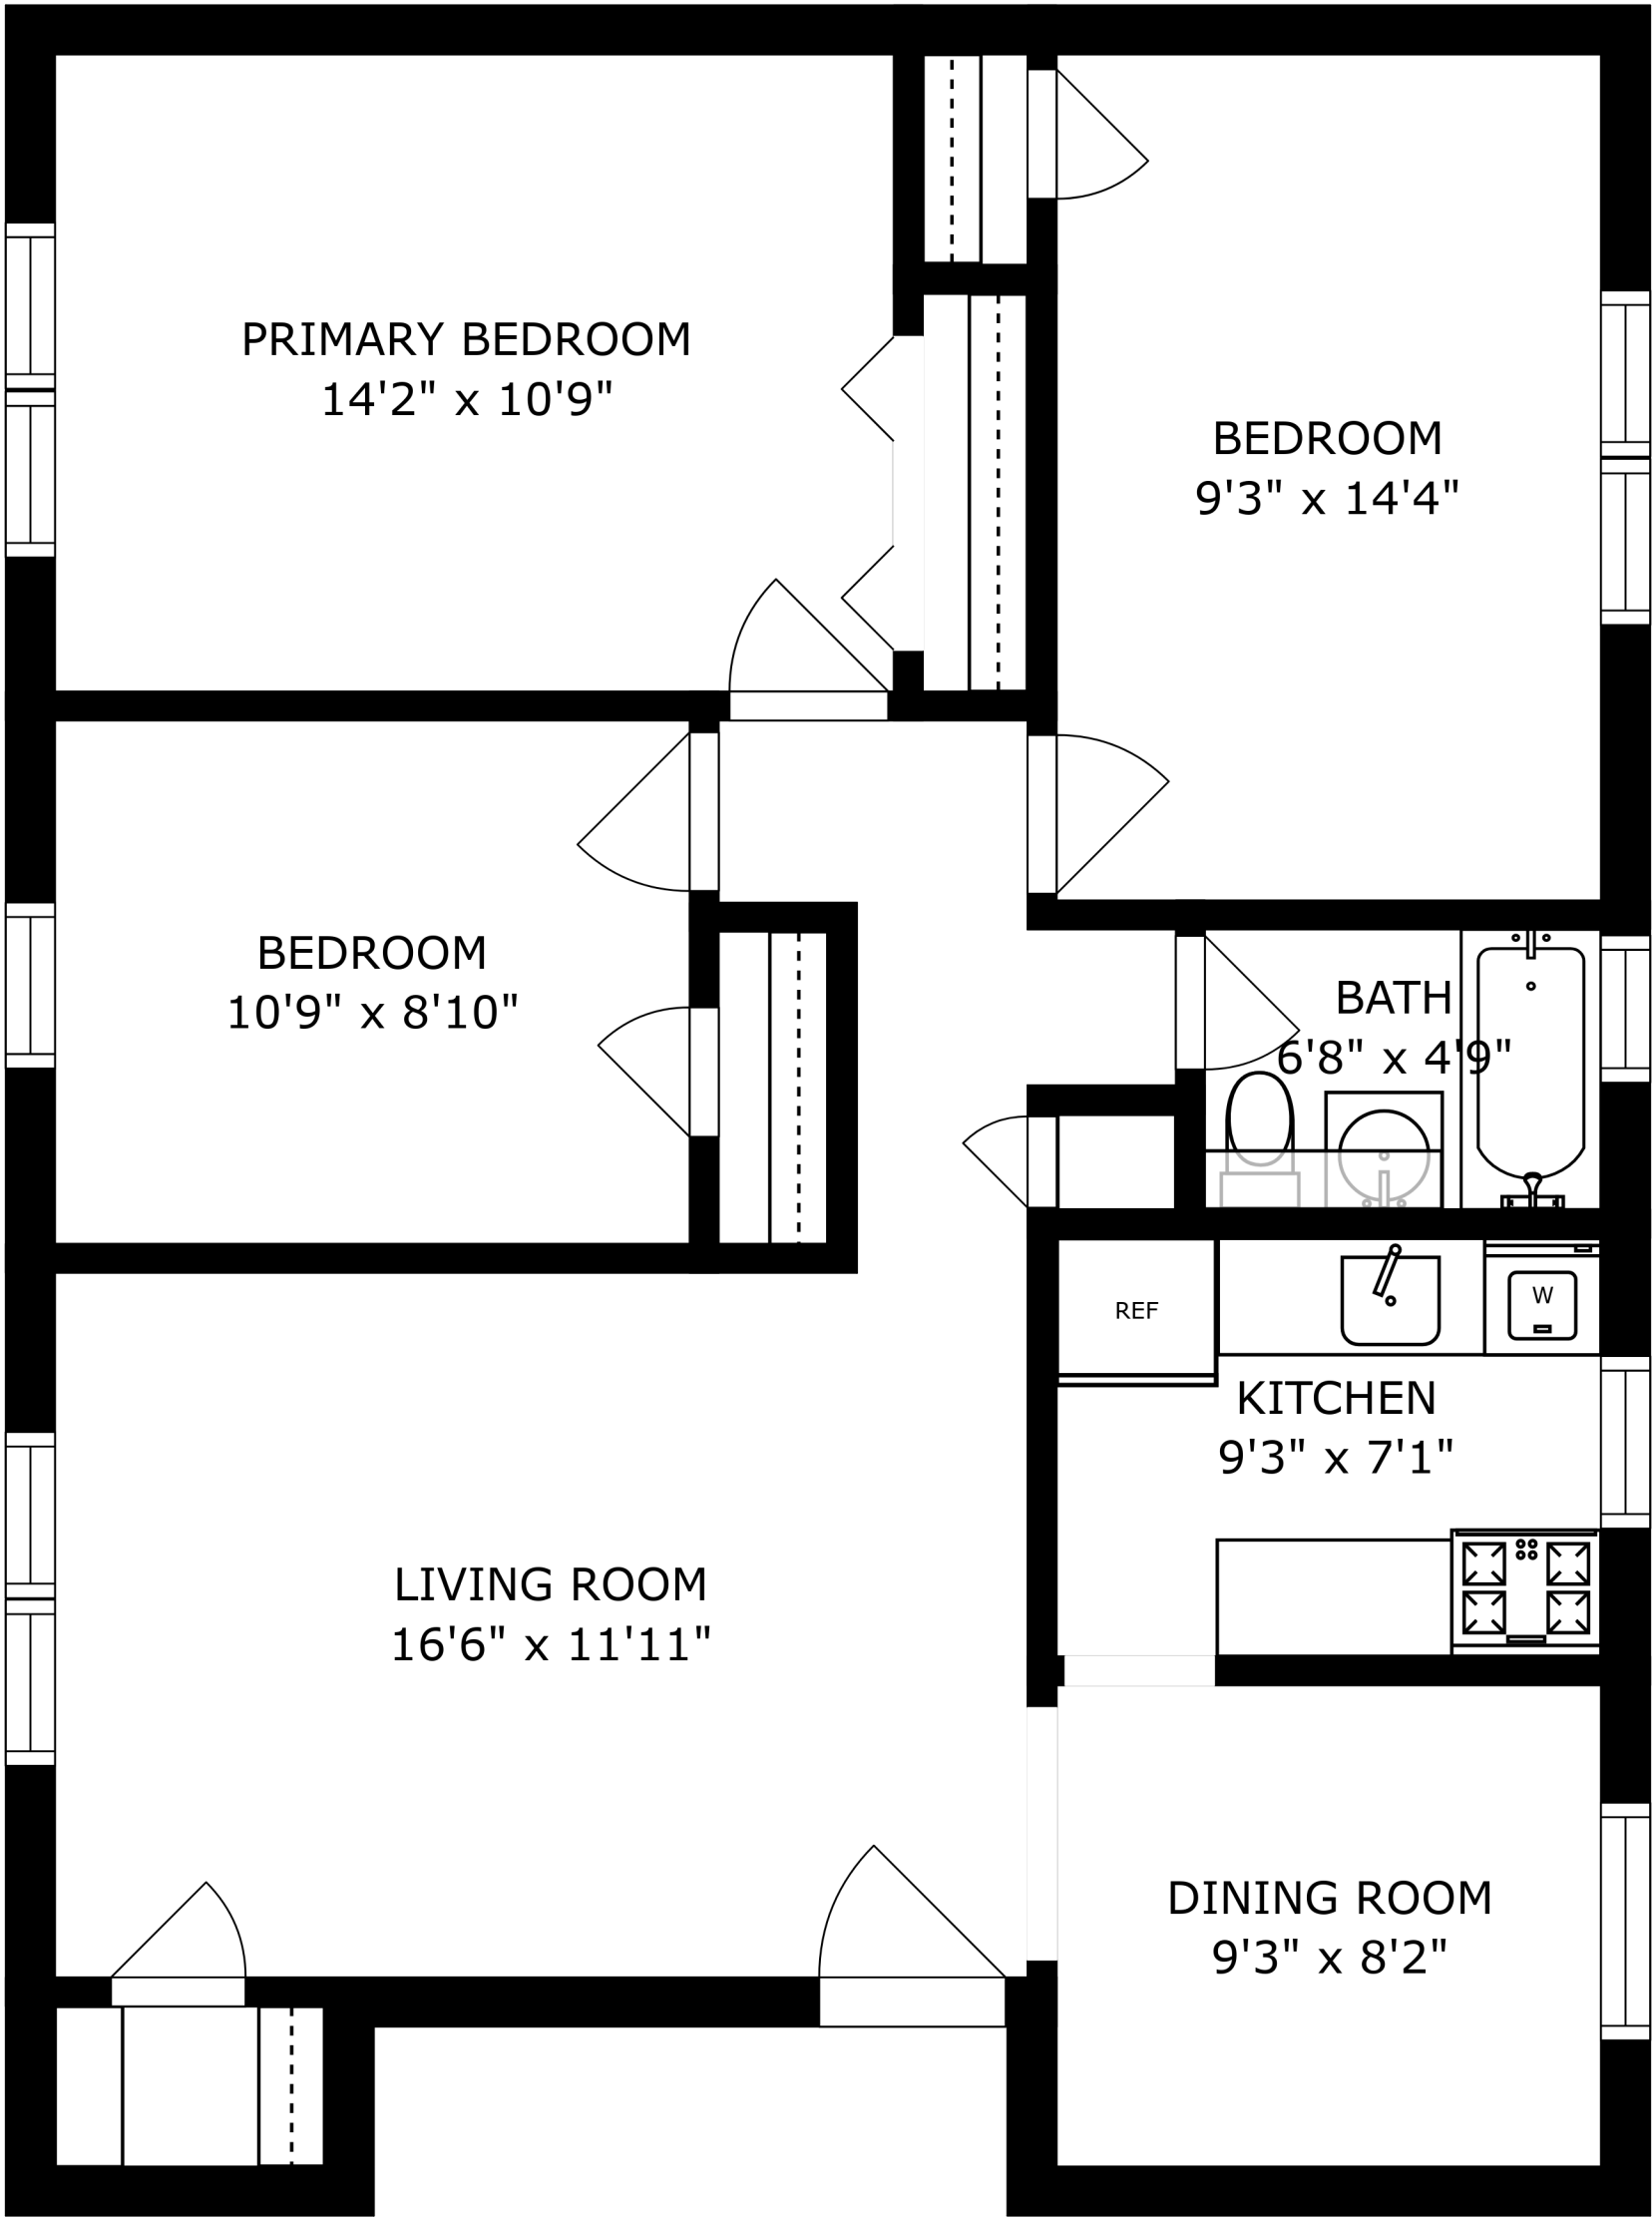 PRIMARY BEDROOM
14'2" x 10'9"
BEDROOM
9'3" x 14'4"
BEDROOM
10'9" x 8'10"
BATH
6'8" x 4'9"
REF
W
KITCHEN
9'3" x 7'1"
LIVING ROOM
16'6" x 11'11"
DINING ROOM
9'3" x 8'2"